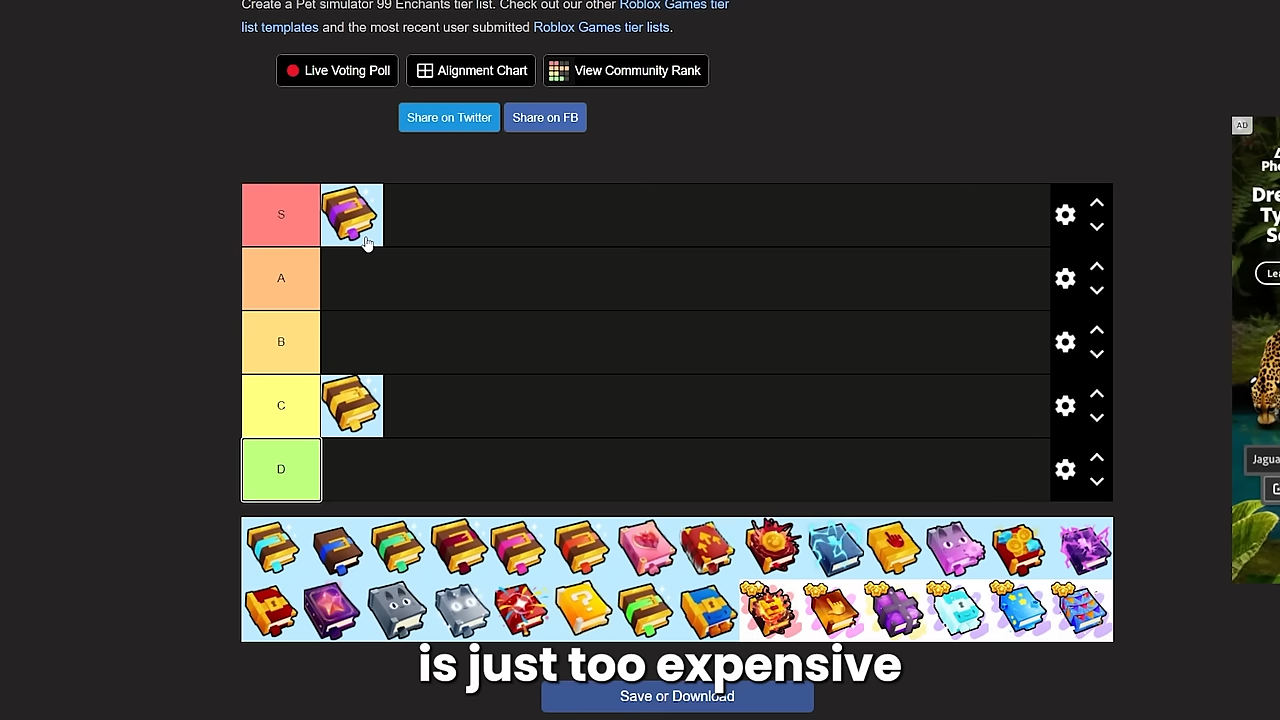 Create a Pet simulator 99 Enchants tier list. Check out our other Roblox Games tier
list templates and the most recent user submitted Roblox Games tier lists.
Live Voting Poll
Alignment Chart
View Community Rank
Share on Twitter
Share on FB
AD
S
A
B
C
D
is just too expensive
Save or Download